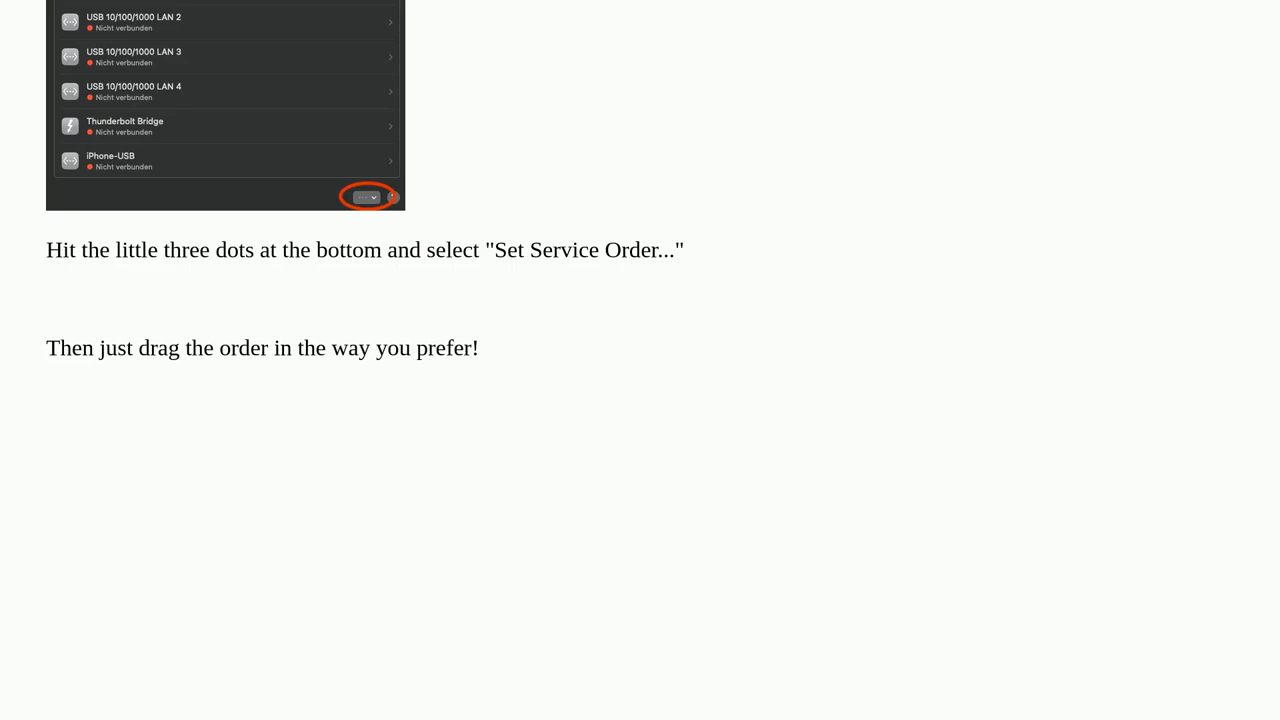 USB 10/100/1000 LAN 2
Nicht verbunden
USB 10/100/1000 LAN 3
Nicht verbunden
USB 10/100/1000 LAN 4
Nicht verbunden
Thunderbolt Bridge
Nicht verbunden
iPhone-USB
Nicht verbunden
Hit the little three dots at the bottom and select "Set Service Order..."
Then just drag the order in the way you prefer!